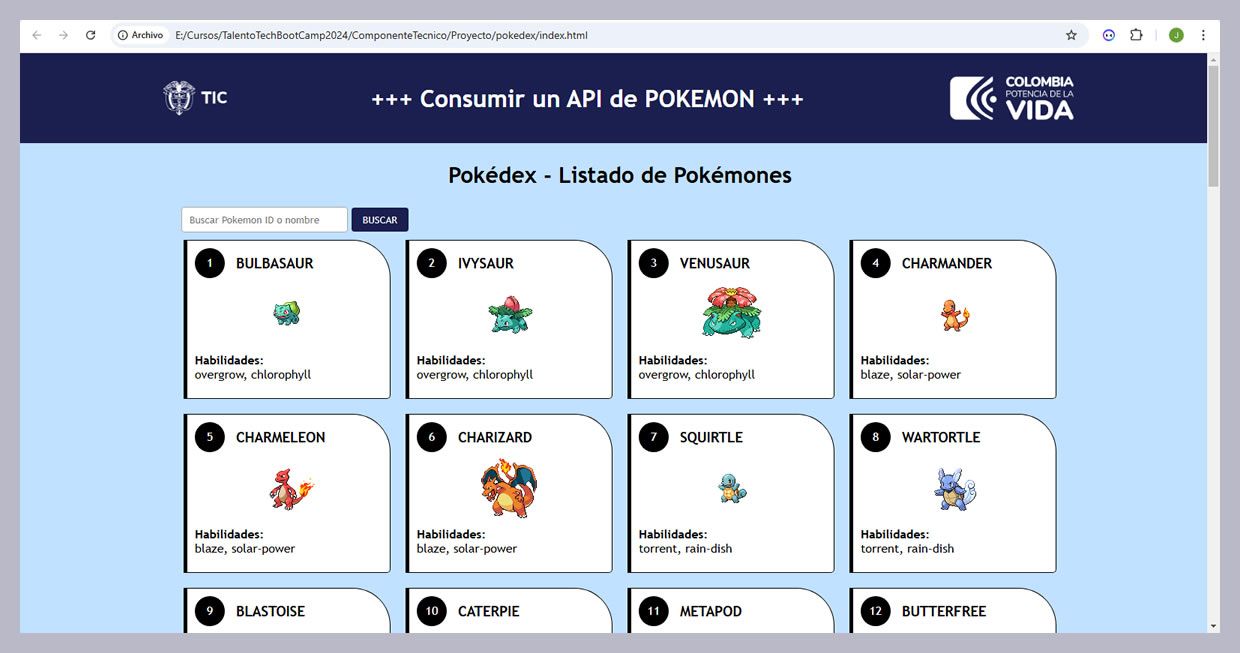 Archivo E:/Cursos/TalentoTechBootCamp2024/ComponenteTecnico/Proyecto/pokedex/index.html
J
TIC
+++ Consumir un API de POKEMON +++
COLOMBIA
POTENCIA DE LA
VIDA
Pokédex - Listado de Pokémones
Buscar Pokemon ID o nombre BUSCAR
1 BULBASAUR
Habilidades:
overgrow, chlorophyll
2 IVYSAUR
Habilidades:
overgrow, chlorophyll
3 VENUSAUR
Habilidades:
overgrow, chlorophyll
4 CHARMANDER
Habilidades:
blaze, solar-power
5 CHARMELEON
Habilidades:
blaze, solar-power
6 CHARIZARD
Habilidades:
blaze, solar-power
7 SQUIRTLE
Habilidades:
torrent, rain-dish
8 WARTORTLE
Habilidades:
torrent, rain-dish
9 BLASTOISE
10 CATERPIE
11 METAPOD
12 BUTTERFREE